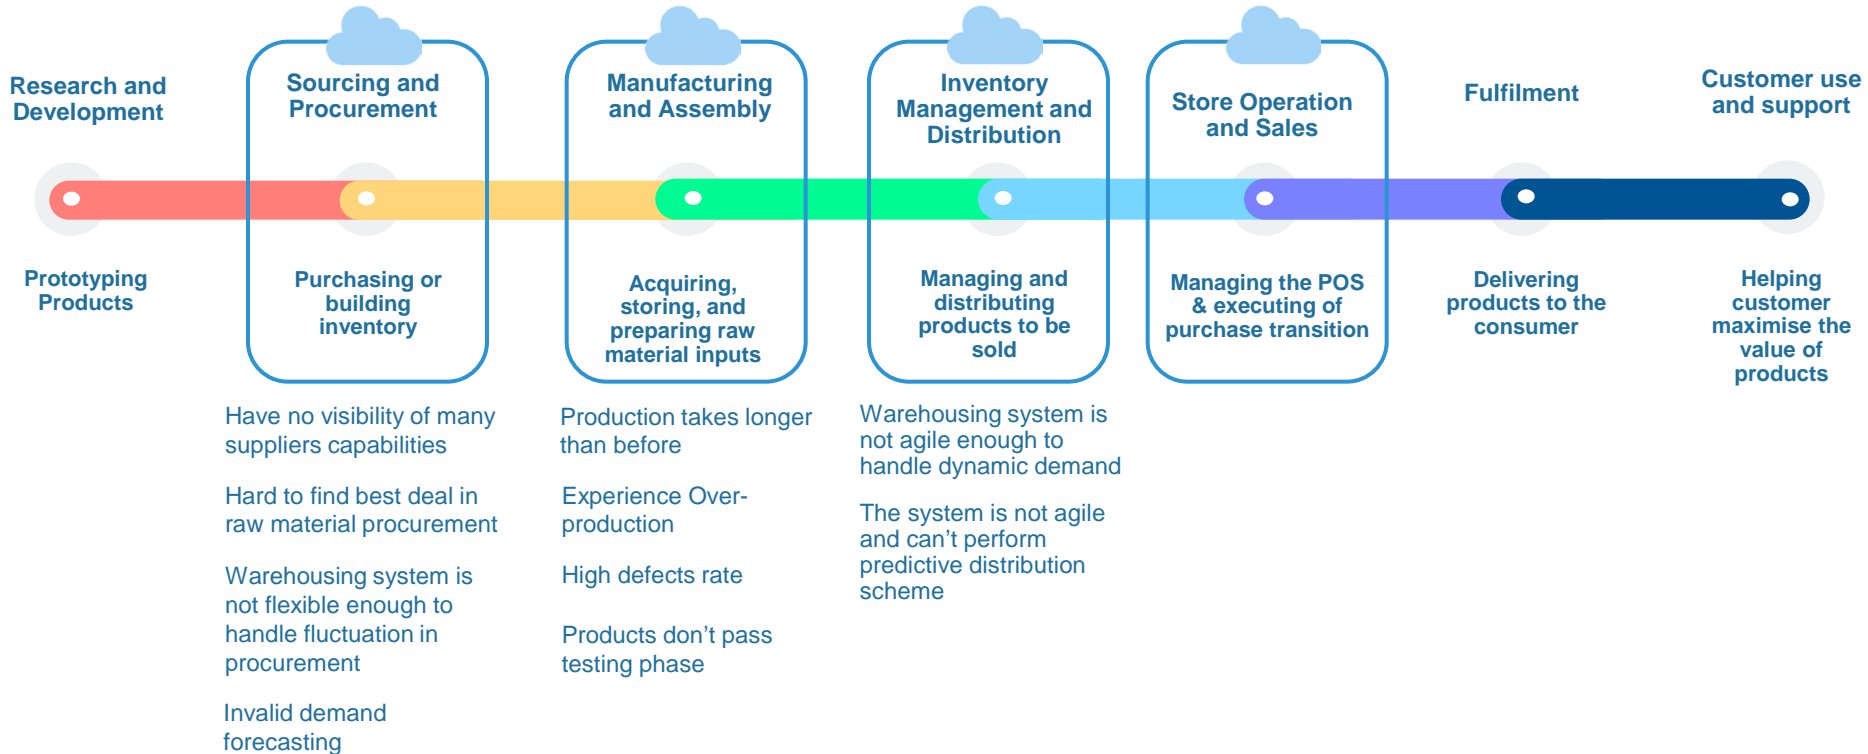 Research and
Development
Sourcing and
Procurement
Manufacturing
and Assembly
Inventory
Management and
Distribution
Store Operation
and Sales
Fulfilment
Customer use
and support
Prototyping
Products
Purchasing or
building
inventory
Acquiring,
storing, and
preparing raw
material inputs
Managing and
distributing
products to be
sold
Managing the POS
& executing of
purchase transition
Delivering
products to the
consumer
Helping
customer
maximise the
value of
products
Have no visibility of many
suppliers capabilities
Hard to find best deal in
raw material procurement
Warehousing system is
not flexible enough to
handle fluctuation in
procurement
Invalid demand
forecasting
Production takes longer
than before
Experience Over-
production
High defects rate
Products don’t pass
testing phase
Warehousing system is
not agile enough to
handle dynamic demand
The system is not agile
and can’t perform
predictive distribution
scheme